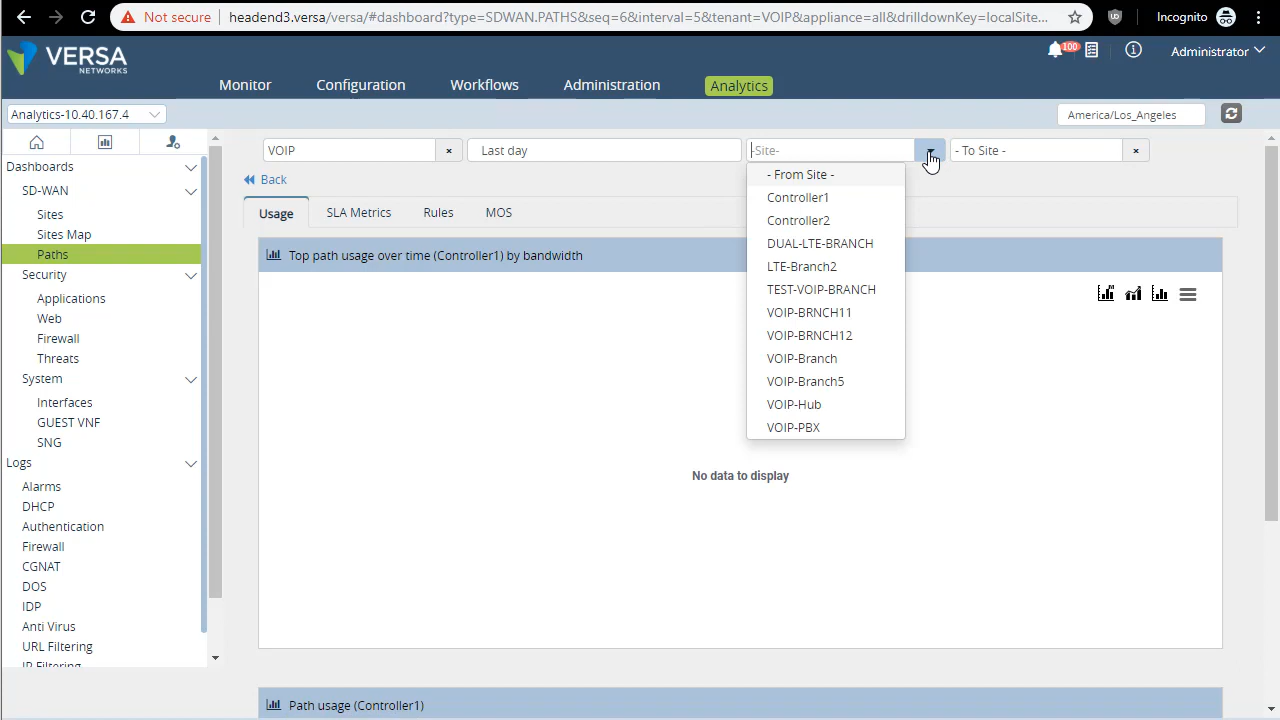 Not secure headend3.versa/versa/#dashboard?type=SDWAN.PATHS&seq=6&interval=5&tenant=VOIP&appliance=all&drilldownKey=localSite... Incognito
VERSA
NETWORKS
100
Administrator
Monitor Configuration Workflows Administration Analytics
Analytics-10.40.167.4
America/Los_Angeles
VOIP × Last day -Site- - To Site - ×
Back
Usage SLA Metrics Rules MOS
Dashboards
SD-WAN
Sites
Sites Map
Paths
Security
Applications
Web
Firewall
Threats
System
Interfaces
GUEST VNF
SNG
Logs
Alarms
DHCP
Authentication
Firewall
CGNAT
DOS
IDP
Anti Virus
URL Filtering
IP Filtering
- From Site -
Controller1
Controller2
DUAL-LTE-BRANCH
LTE-Branch2
TEST-VOIP-BRANCH
VOIP-BRNCH11
VOIP-BRNCH12
VOIP-Branch
VOIP-Branch5
VOIP-Hub
VOIP-PBX
Top path usage over time (Controller1) by bandwidth
No data to display
Path usage (Controller1)